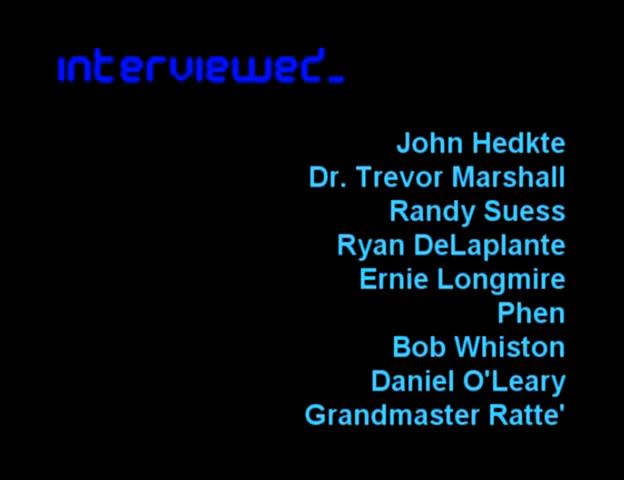 interviewed_
John Hedkte
Dr. Trevor Marshall
Randy Suess
Ryan DeLaplante
Ernie Longmire
Phen
Bob Whiston
Daniel O'Leary
Grandmaster Ratte'